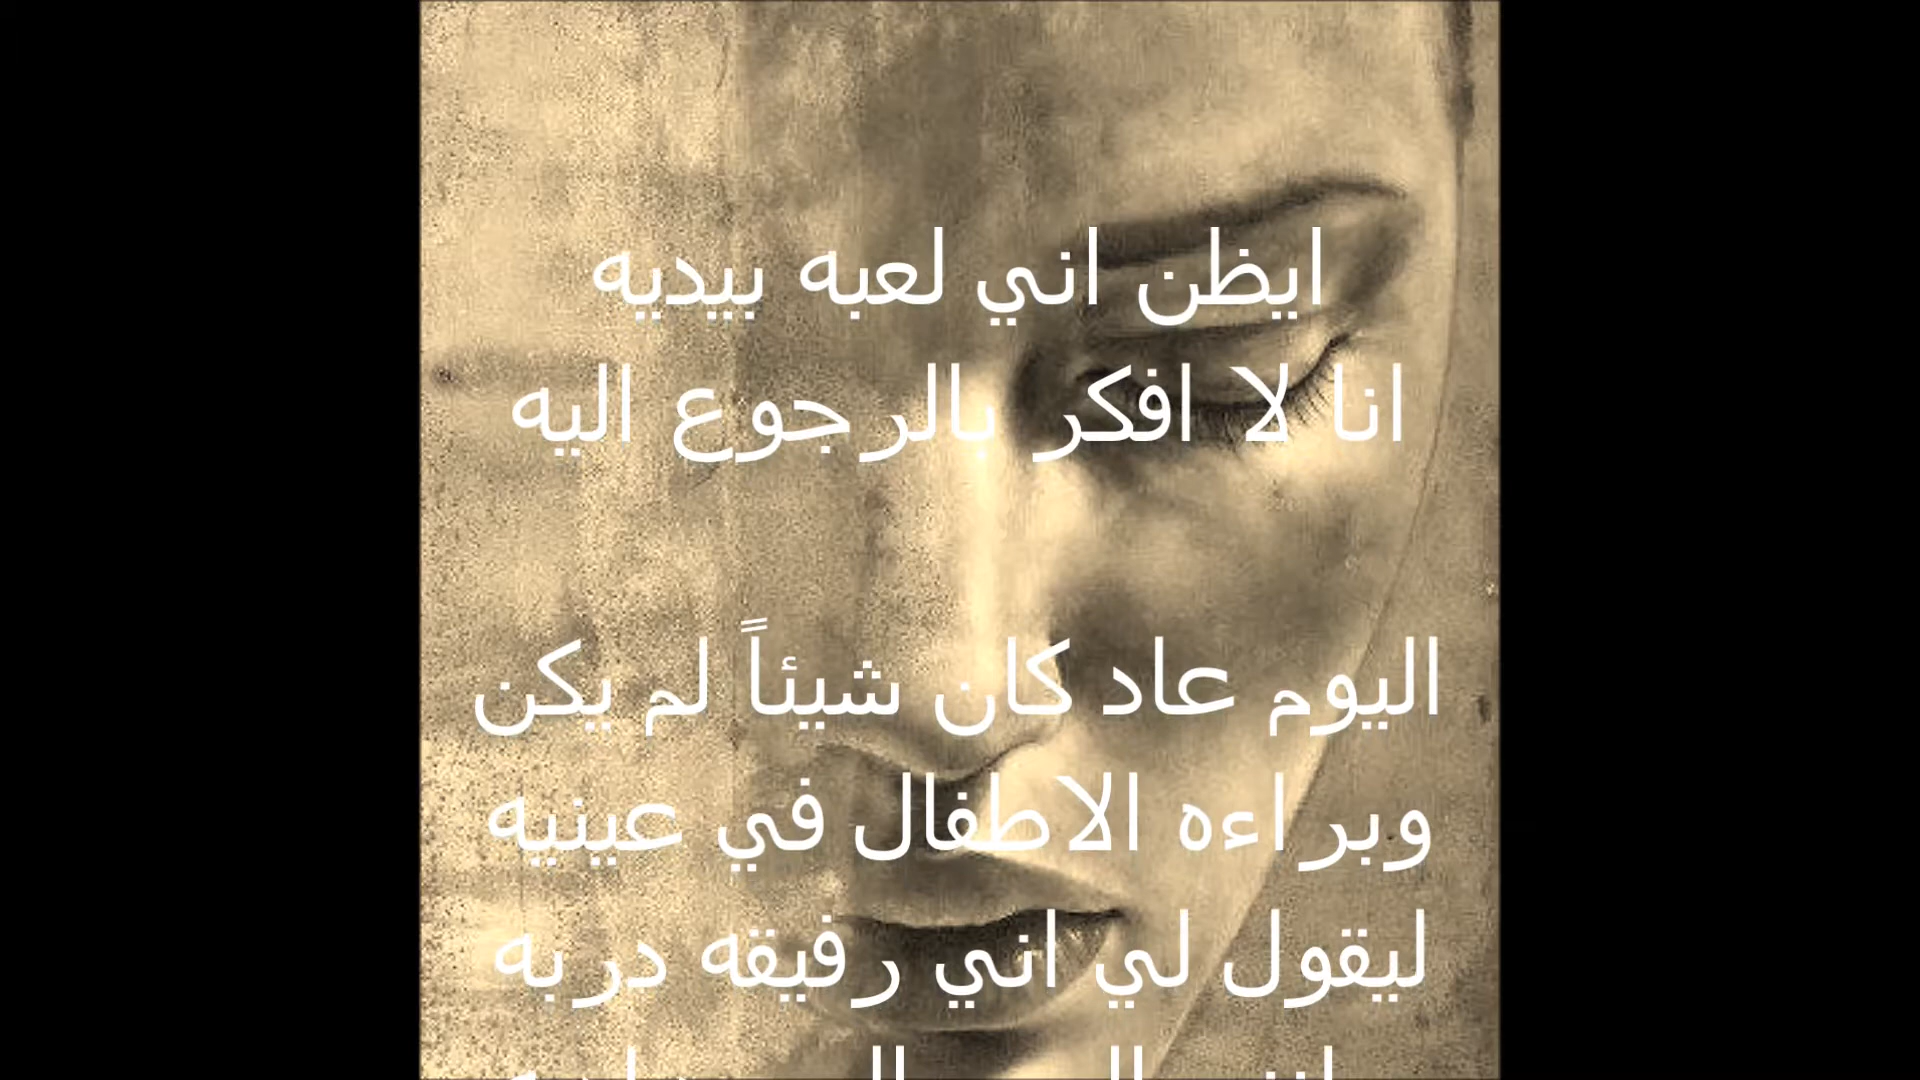 ايظن اني لعبه بيديه
انا لا افكر بالرجوع اليه
اليوم عاد كان شيئاً لم يكن
وبراءه الاطفال في عينيه
ليقول لي اني رفيقه دربه